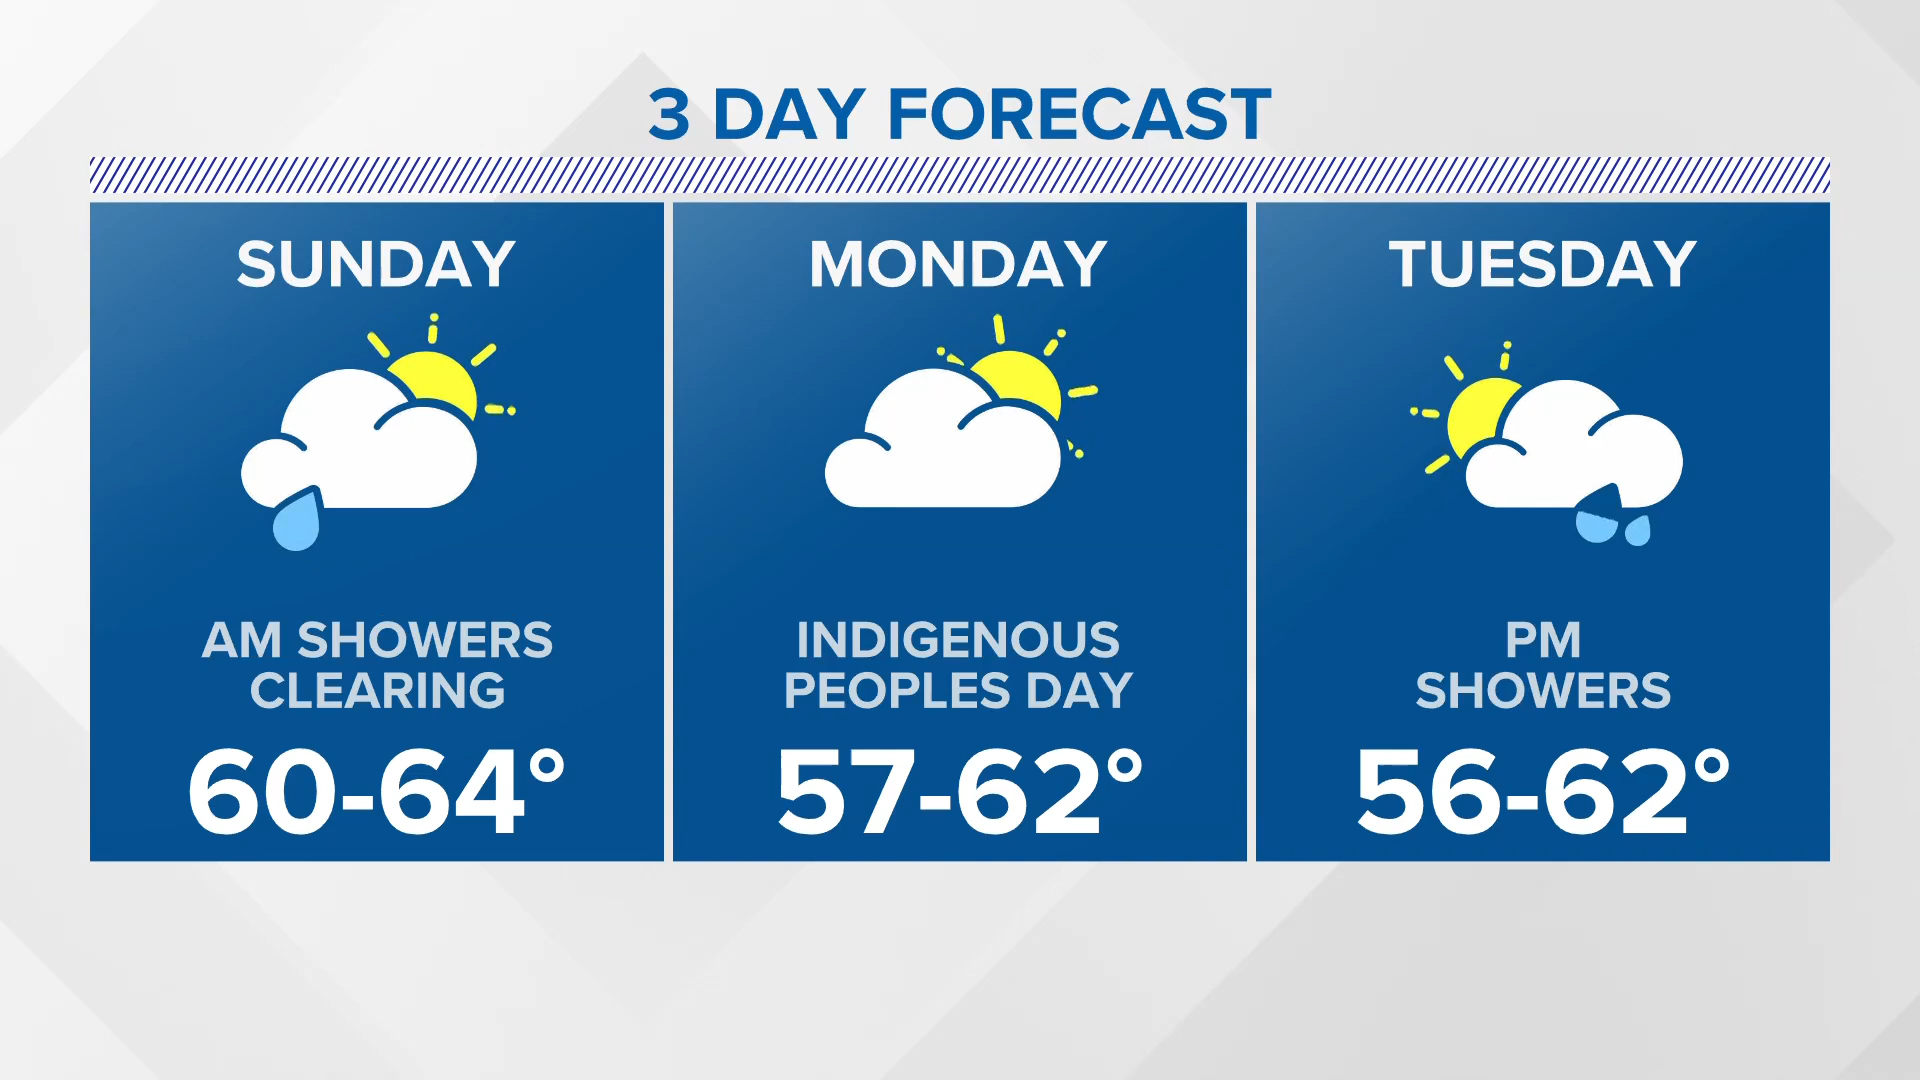 3 DAY FORECAST
SUNDAY
AM SHOWERS
CLEARING
60-64°
MONDAY
INDIGENOUS
PEOPLES DAY
57-62°
TUESDAY
PM
SHOWERS
56-62°